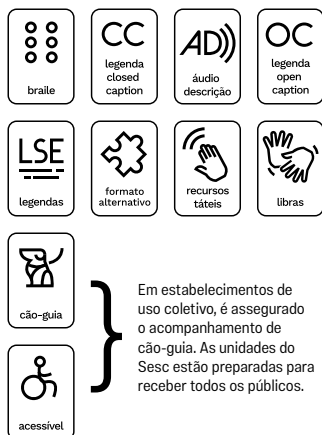 braile
CC
legenda
closed
caption
AD
áudio
descrição
OC
legenda
open
caption
LSE
legendas
formato
alternativo
recursos
táteis
libras
cão-guia
acessível
Em estabelecimentos de
uso coletivo, é assegurado
o acompanhamento de
cão-guia. As unidades do
Sesc estão preparadas para
receber todos os públicos.